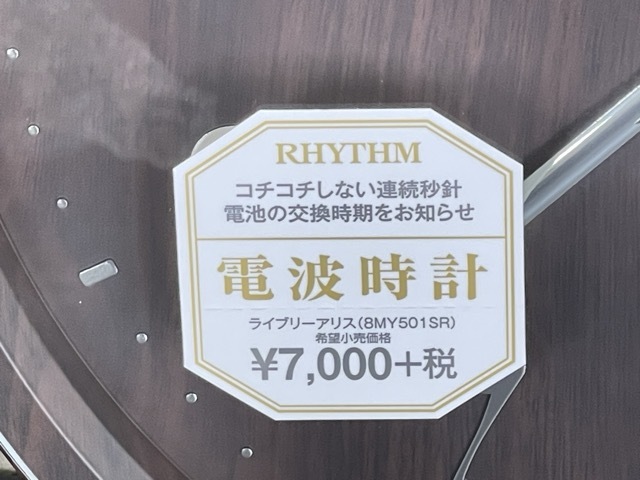 RHYTHM
コチコチしない連続秒針
電池の交換時期をお知らせ
電波時計
ライブリーアリス(8MY501SR)
希望小売価格
¥7,000+税